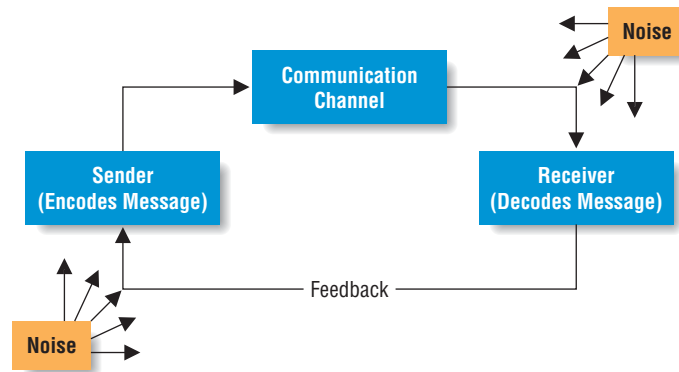 Noise
Communication
Channel
Sender
(Encodes Message)
Receiver
(Decodes Message)
Feedback
Noise